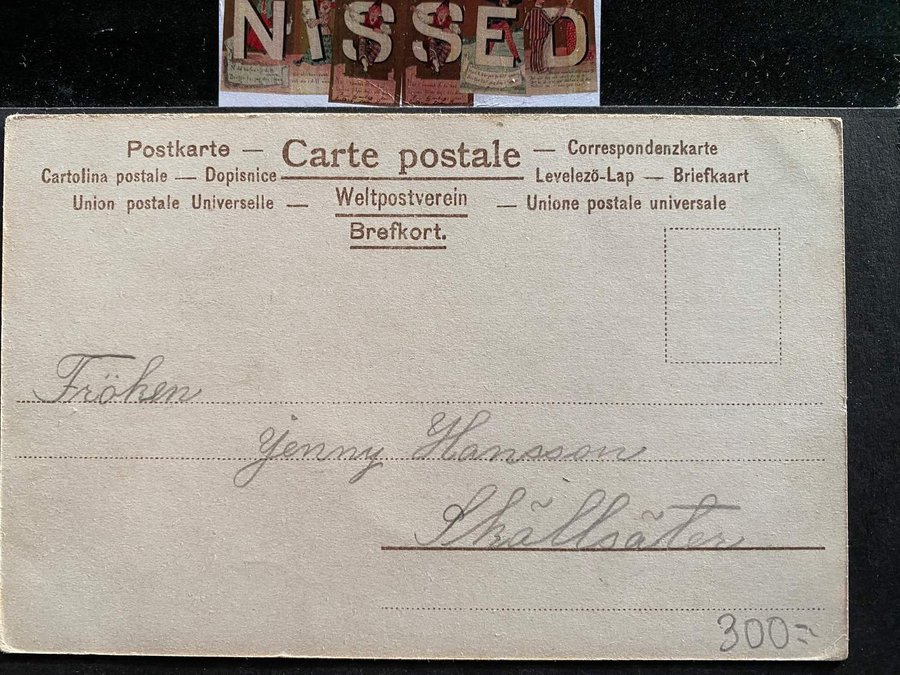 NISSED
Postkarte — Carte postale — Correspondenzkarte
Cartolina postale — Dopisnice Levelező-Lap — Briefkaart
Union postale Universelle — Weltpostverein — Unione postale universale
Brefkort.
Fröken
Jenny Hansson
Skällsäter
300:-